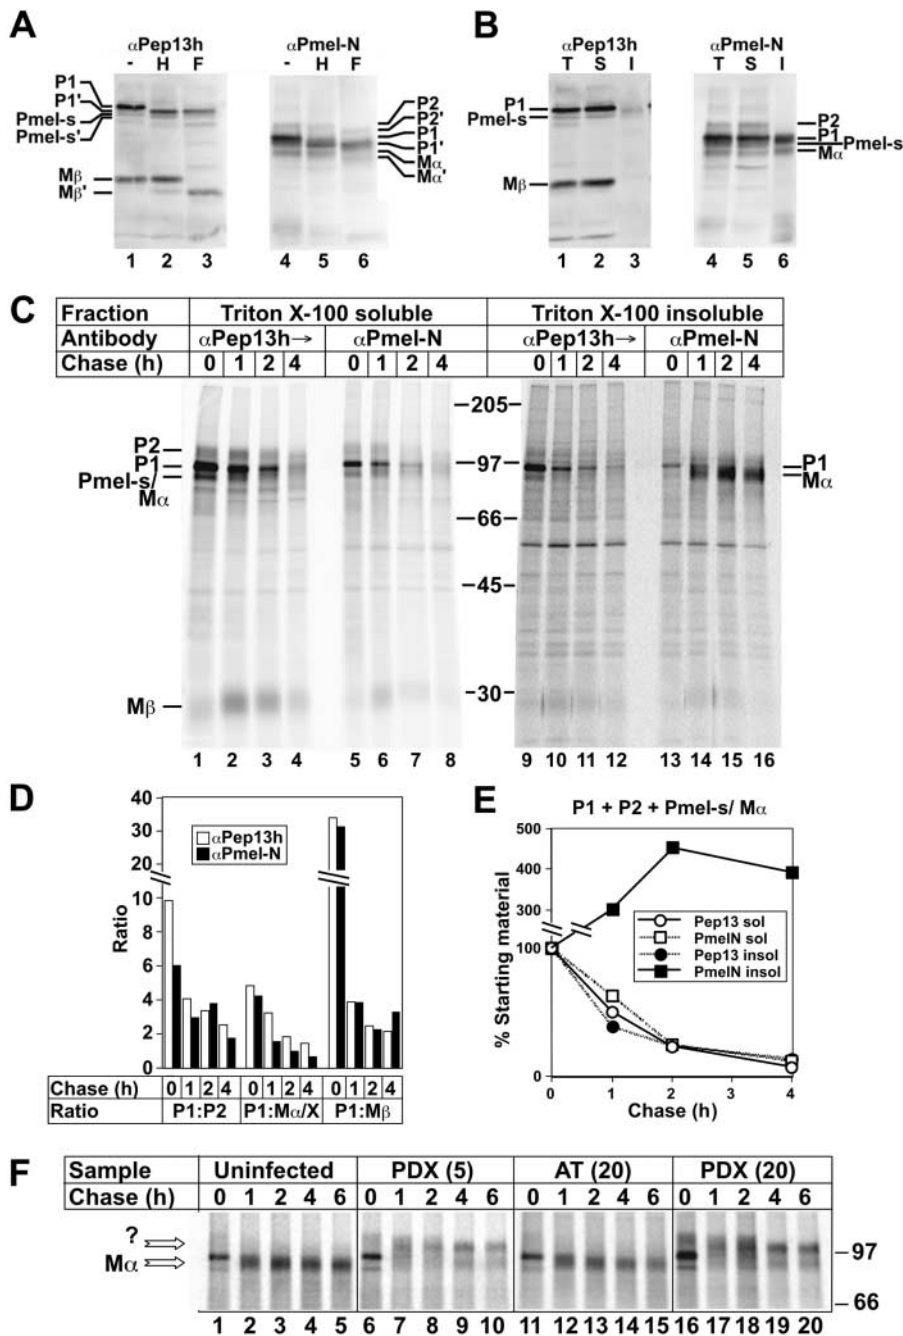 A
αPep13h
- H F
P1
P1'
Pmel-s
Pmel-s'
Mβ
Mβ'
1 2 3
αPmel-N
- H F
P2
P2'
P1
P1'
Mα
Mα'
4 5 6
B
αPep13h
T S I
P1
Pmel-s
Mβ
1 2 3
αPmel-N
T S I
P2
P1
Pmel-s
Mα
4 5 6
C
Fraction Triton X-100 soluble Triton X-100 insoluble
Antibody αPep13h→ αPmel-N αPep13h→ αPmel-N
Chase (h) 0 1 2 4 0 1 2 4 0 1 2 4 0 1 2 4
P2
P1
Pmel-s/
Mα
Mβ
205
97
66
45
30
P1
Mα
1 2 3 4 5 6 7 8 9 10 11 12 13 14 15 16
D
Ratio
40
30
20
10
8
6
4
2
0
αPep13h
αPmel-N
Chase (h) 0 1 2 4 0 1 2 4 0 1 2 4
Ratio P1:P2 P1:Mα/X P1:Mβ
E
P1 + P2 + Pmel-s/ Mα
% Starting material
500
400
300
100
0
Pep13 sol
PmelN sol
Pep13 insol
PmelN insol
0 1 2 3 4
Chase (h)
F
Sample Uninfected PDX (5) AT (20) PDX (20)
Chase (h) 0 1 2 4 6 0 1 2 4 6 0 1 2 4 6 0 1 2 4 6
?
Mα
97
66
1 2 3 4 5 6 7 8 9 10 11 12 13 14 15 16 17 18 19 20